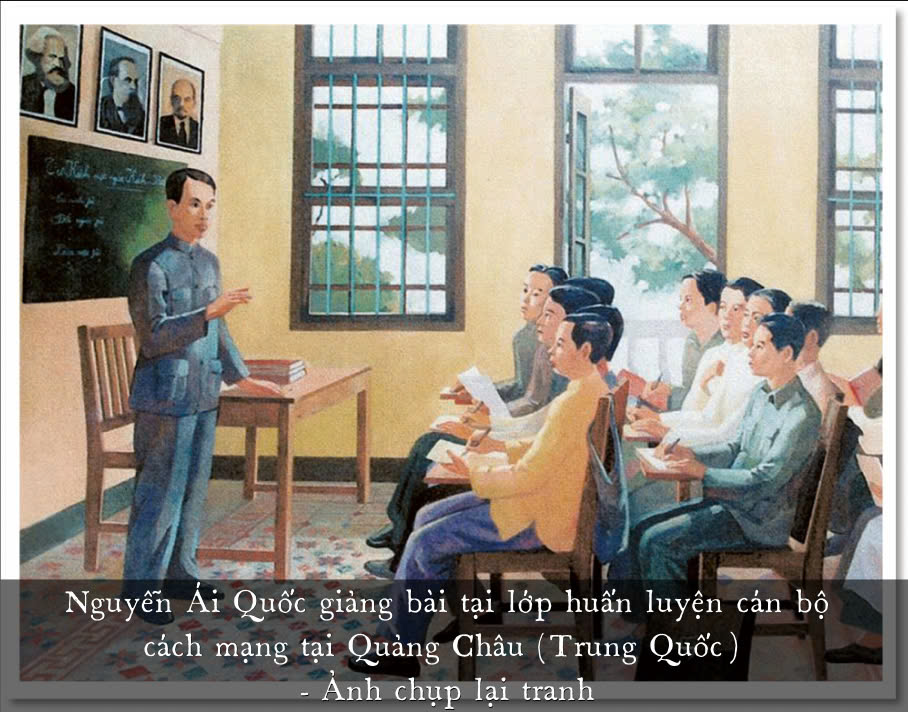 Nguyễn Ái Quốc giảng bài tại lớp huấn luyện cán bộ
cách mạng tại Quảng Châu (Trung Quốc)
- Ảnh chụp lại tranh